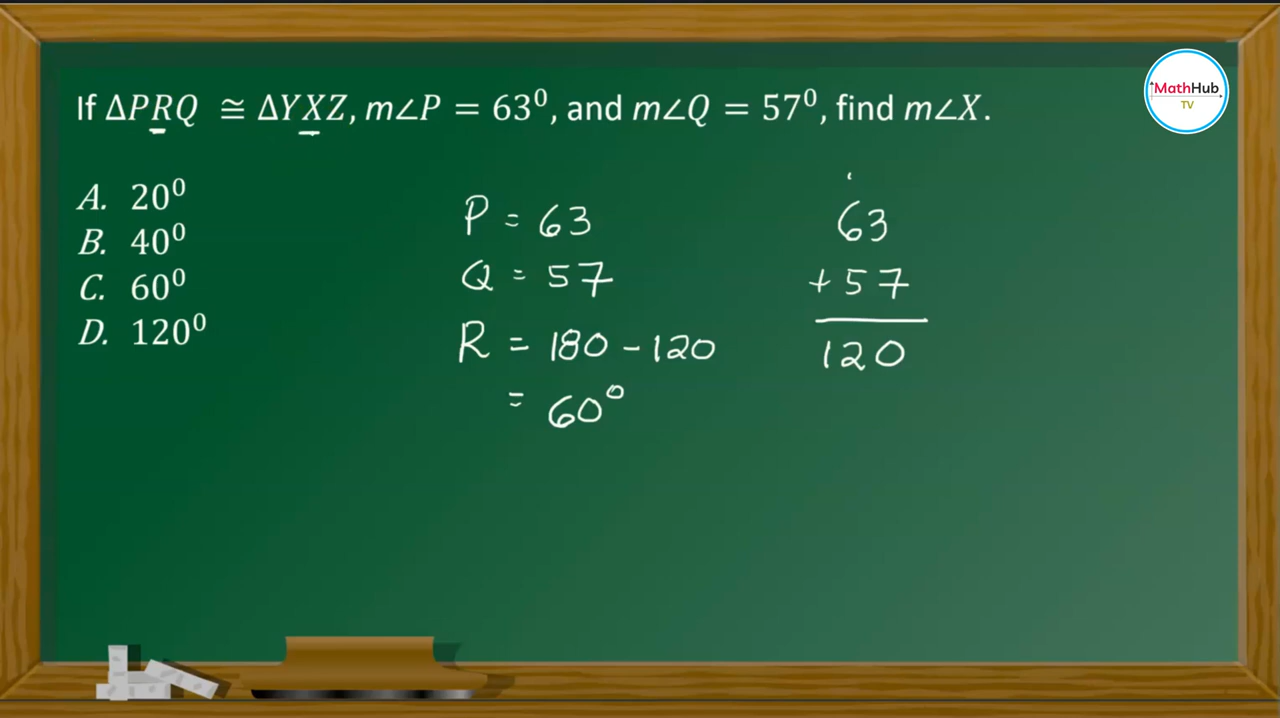 If ΔPRQ ≅ ΔYXZ, m∠P = 63⁰, and m∠Q = 57⁰, find m∠X.
MathHub
TV
A. 20⁰
B. 40⁰
C. 60⁰
D. 120⁰
P = 63
Q = 57
R = 180 - 120
= 60⁰
63
+ 57
120